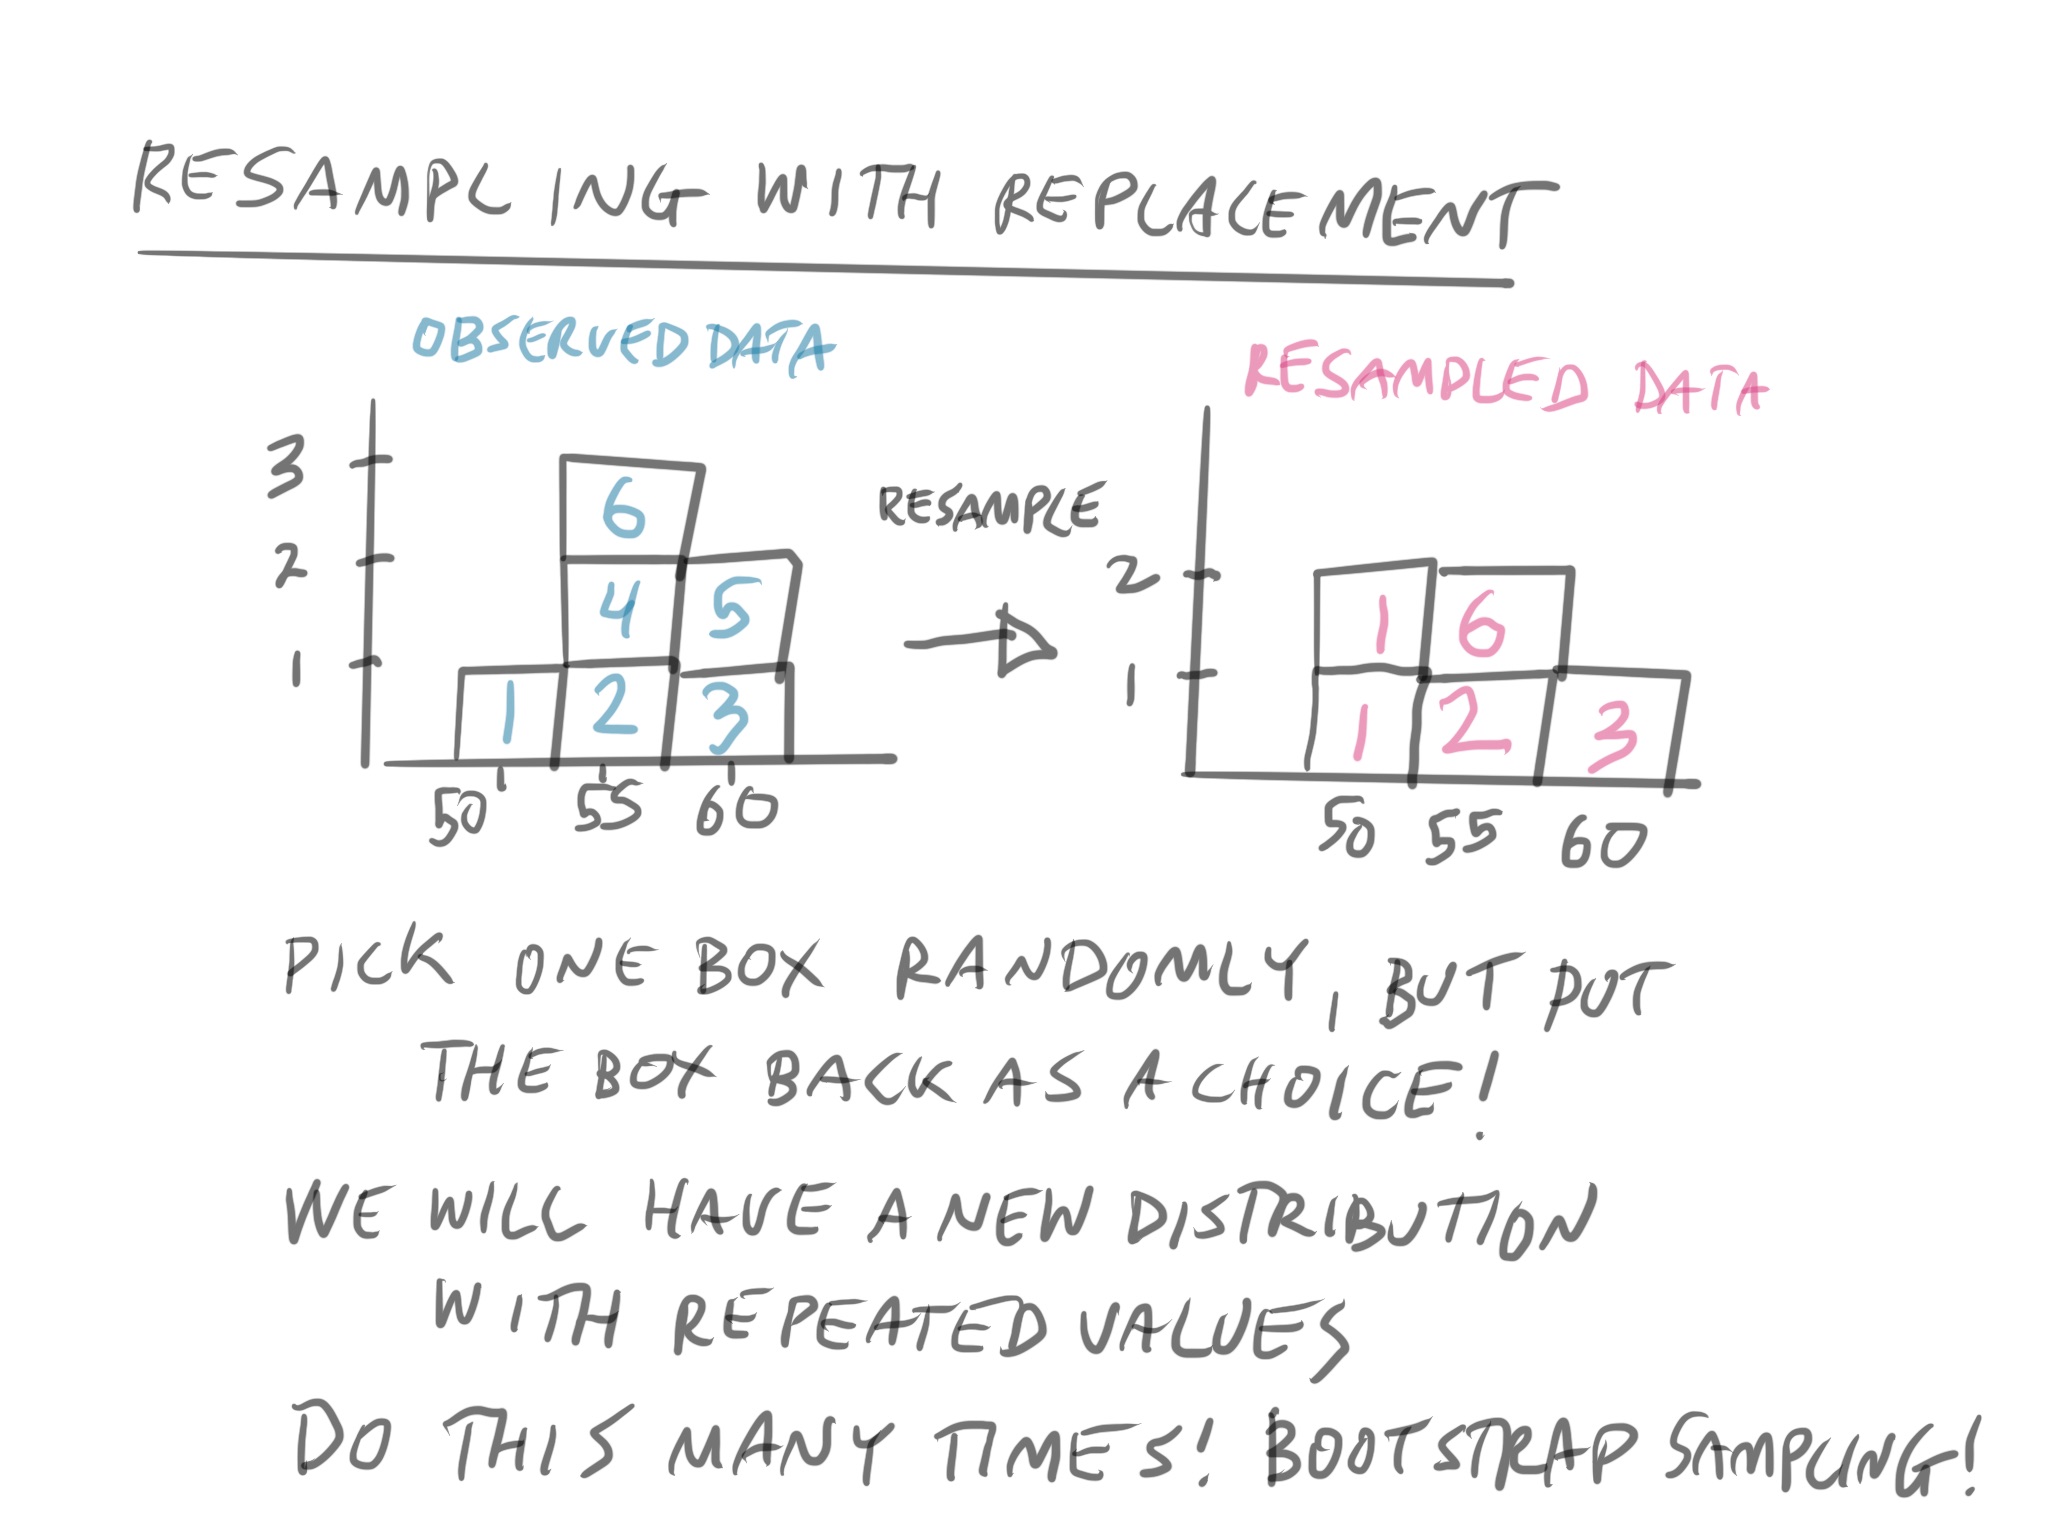 RESAMPLING WITH REPLACEMENT
OBSERVED DATA
RESAMPLED DATA
3
2
1
6
4 5
1 2 3
50 55 60
RESAMPLE
2
1
1 6
1 2 3
50 55 60
PICK ONE BOX RANDOMLY, BUT PUT
THE BOX BACK AS A CHOICE!
WE WILL HAVE A NEW DISTRIBUTION
WITH REPEATED VALUES
DO THIS MANY TIMES! BOOTSTRAP SAMPLING!